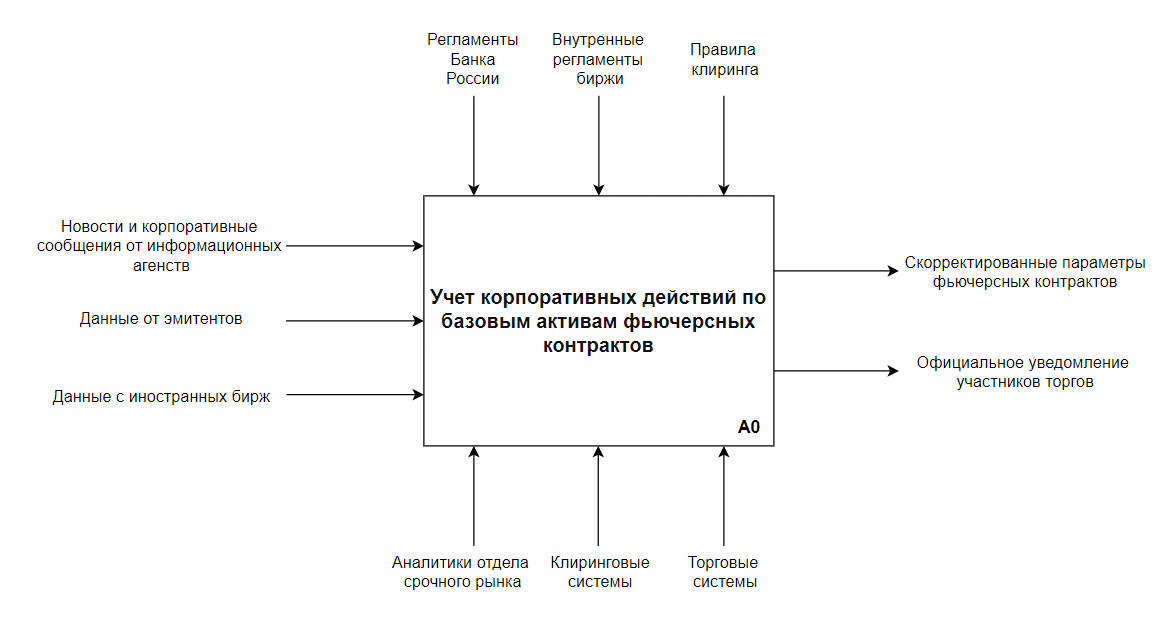 Регламенты
Банка
России
Внутренные
регламенты
биржи
Правила
клиринга
Новости и корпоративные
сообщения от информационных
агенств
Данные от эмитентов
Данные с иностранных бирж
Учет корпоративных действий по
базовым активам фьючерсных
контрактов
А0
Скорректированные параметры
фьючерсных контрактов
Официальное уведомление
участников торгов
Аналитики отдела
срочного рынка
Клиринговые
системы
Торговые
системы